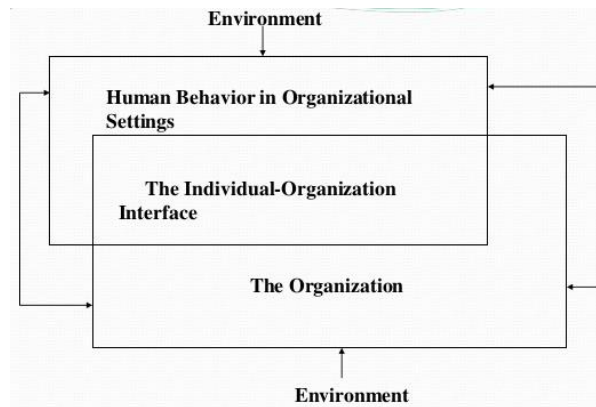 Environment
Human Behavior in Organizational
Settings
The Individual-Organization
Interface
The Organization
Environment